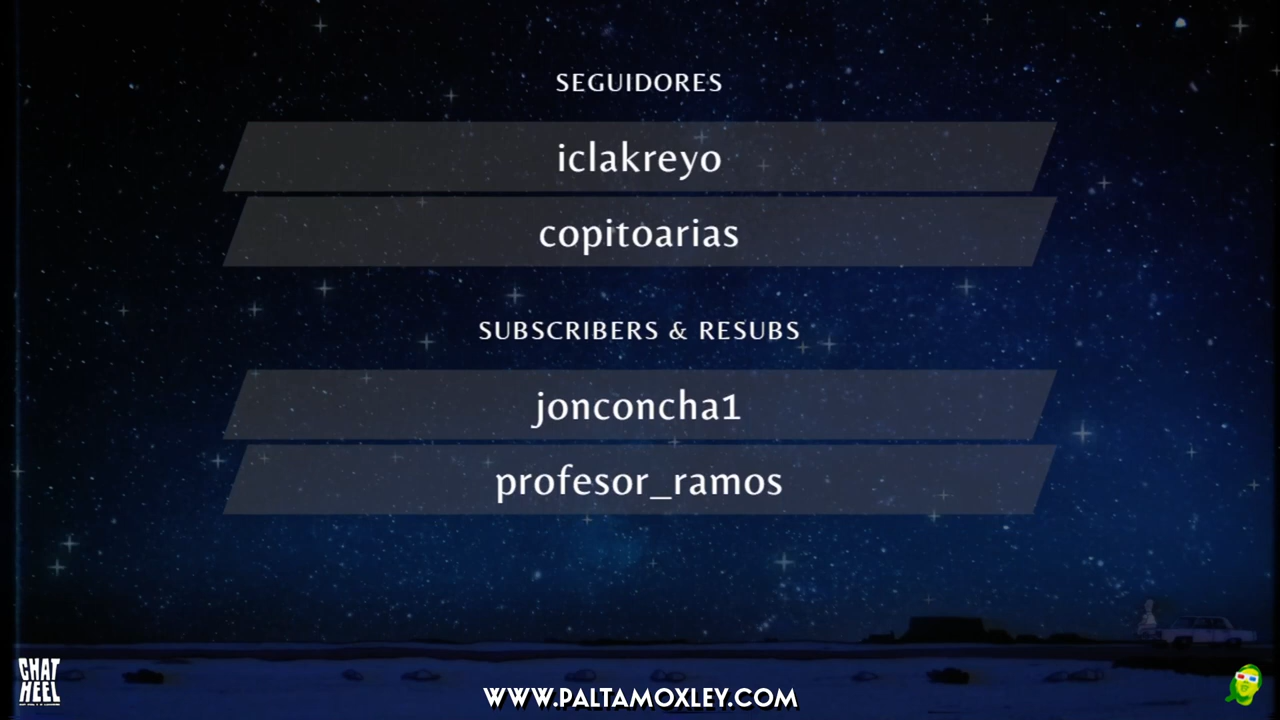 SEGUIDORES
iclakreyo
copitoarias
SUBSCRIBERS & RESUBS
jonconcha1
profesor_ramos
CHAT
HEEL
WWW.PALTAMOXLEY.COM